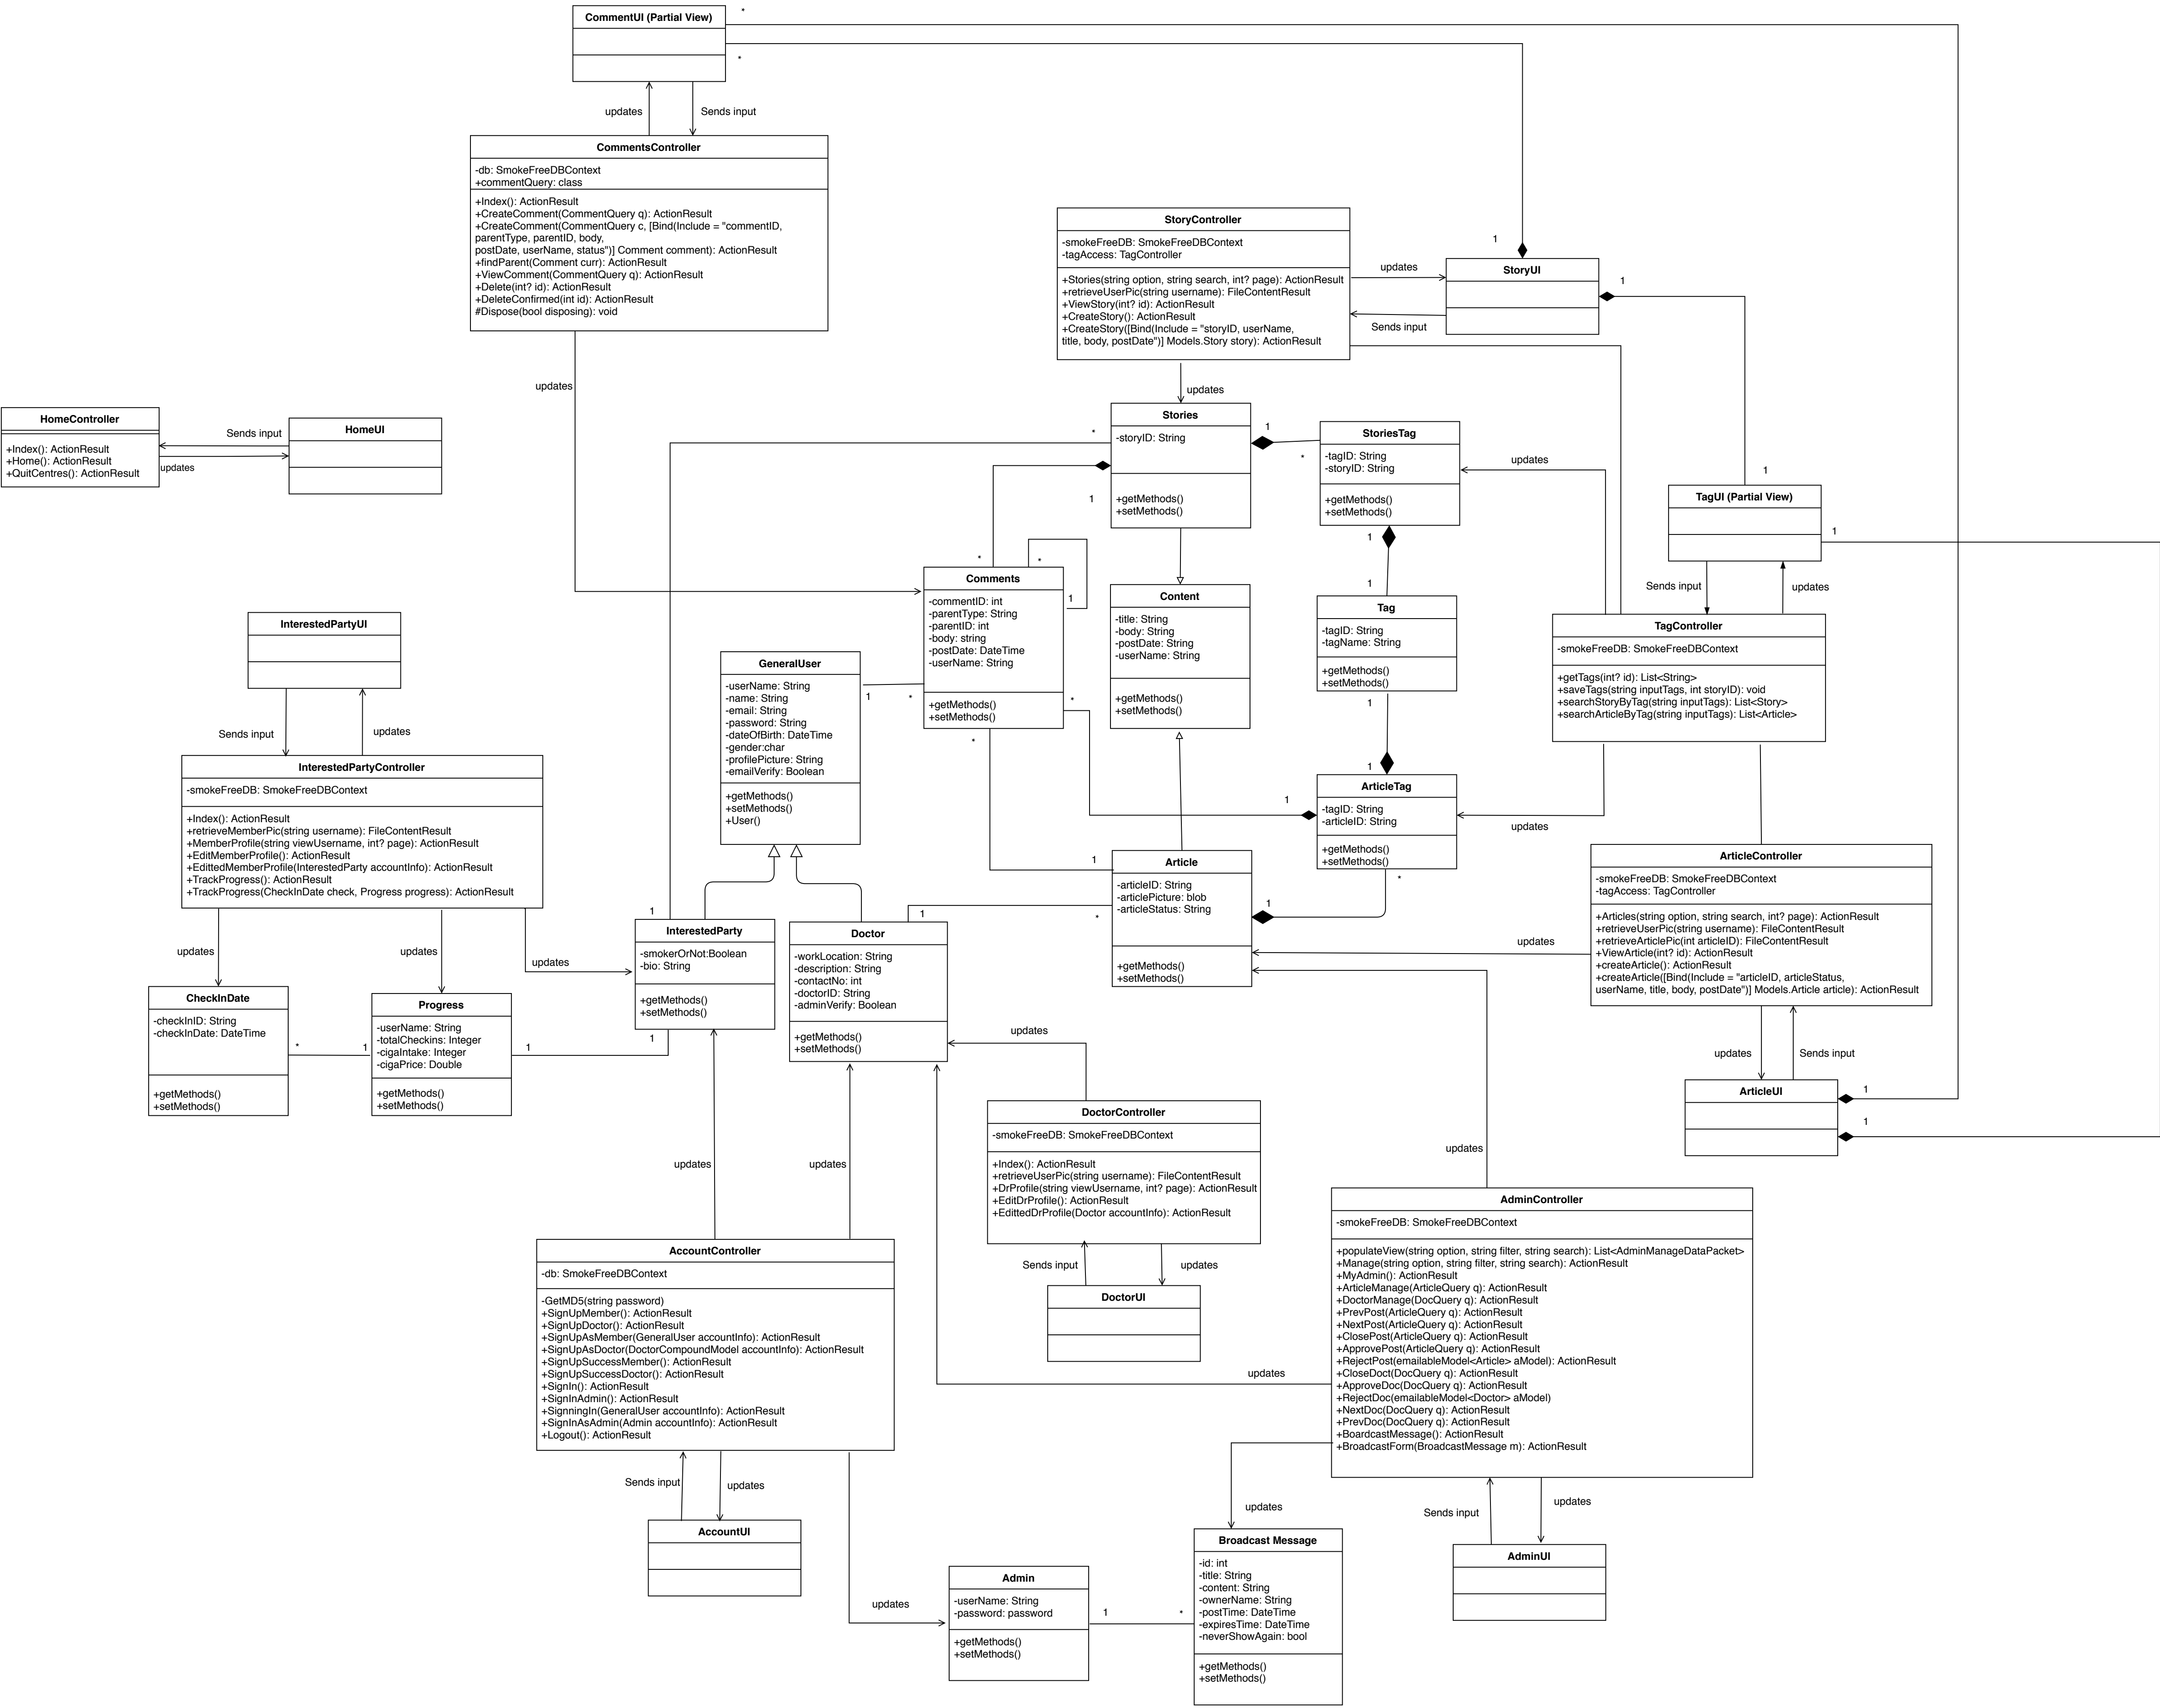 CommentUI (Partial View)
*
*
updates
Sends input
CommentsController
-db: SmokeFreeDBContext
+commentQuery: class
+Index(): ActionResult
+CreateComment(CommentQuery q): ActionResult
+CreateComment(CommentQuery c, [Bind(Include = "commentID,
parentType, parentID, body,
postDate, userName, status")] Comment comment): ActionResult
+findParent(Comment curr): ActionResult
+ViewComment(CommentQuery q): ActionResult
+Delete(int? id): ActionResult
+DeleteConfirmed(int id): ActionResult
#Dispose(bool disposing): void
updates
StoryController
-smokeFreeDB: SmokeFreeDBContext
-tagAccess: TagController
+Stories(string option, string search, int? page): ActionResult
+retrieveUserPic(string username): FileContentResult
+ViewStory(int? id): ActionResult
+CreateStory(): ActionResult
+CreateStory([Bind(Include = "storyID, userName,
title, body, postDate")] Models.Story story): ActionResult
updates
Sends input
1
StoryUI
1
updates
HomeController
+Index(): ActionResult
+Home(): ActionResult
+QuitCentres(): ActionResult
Sends input
updates
HomeUI
Stories
-storyID: String
+getMethods()
+setMethods()
*
1
1
*
StoriesTag
-tagID: String
-storyID: String
+getMethods()
+setMethods()
updates
1
TagUI (Partial View)
1
Sends input
updates
1
1
*
*
1
Comments
-commentID: int
-parentType: String
-parentID: int
-body: string
-postDate: DateTime
-userName: String
+getMethods()
+setMethods()
Content
-title: String
-body: String
-postDate: String
-userName: String
+getMethods()
+setMethods()
Tag
-tagID: String
-tagName: String
+getMethods()
+setMethods()
TagController
-smokeFreeDB: SmokeFreeDBContext
+getTags(int? id): List<String>
+saveTags(string inputTags, int storyID): void
+searchStoryByTag(string inputTags): List<Story>
+searchArticleByTag(string inputTags): List<Article>
InterestedPartyUI
Sends input
updates
GeneralUser
-userName: String
-name: String
-email: String
-password: String
-dateOfBirth: DateTime
-gender:char
-profilePicture: String
-emailVerify: Boolean
+getMethods()
+setMethods()
+User()
1
*
*
*
1
1
1
ArticleTag
-tagID: String
-articleID: String
+getMethods()
+setMethods()
updates
*
InterestedPartyController
-smokeFreeDB: SmokeFreeDBContext
+Index(): ActionResult
+retrieveMemberPic(string username): FileContentResult
+MemberProfile(string viewUsername, int? page): ActionResult
+EditMemberProfile(): ActionResult
+EdittedMemberProfile(InterestedParty accountInfo): ActionResult
+TrackProgress(): ActionResult
+TrackProgress(CheckInDate check, Progress progress): ActionResult
updates
updates
updates
1
Article
-articleID: String
-articlePicture: blob
-articleStatus: String
+getMethods()
+setMethods()
1
*
1
updates
ArticleController
-smokeFreeDB: SmokeFreeDBContext
-tagAccess: TagController
+Articles(string option, string search, int? page): ActionResult
+retrieveUserPic(string username): FileContentResult
+retrieveArticlePic(int articleID): FileContentResult
+ViewArticle(int? id): ActionResult
+createArticle(): ActionResult
+createArticle([Bind(Include = "articleID, articleStatus,
userName, title, body, postDate")] Models.Article article): ActionResult
updates
Sends input
1
InterestedParty
-smokerOrNot:Boolean
-bio: String
+getMethods()
+setMethods()
1
Doctor
-workLocation: String
-description: String
-contactNo: int
-doctorID: String
-adminVerify: Boolean
+getMethods()
+setMethods()
updates
CheckInDate
-checkInID: String
-checkInDate: DateTime
+getMethods()
+setMethods()
*
1
Progress
-userName: String
-totalCheckins: Integer
-cigaIntake: Integer
-cigaPrice: Double
+getMethods()
+setMethods()
1
ArticleUI
1
1
DoctorController
-smokeFreeDB: SmokeFreeDBContext
+Index(): ActionResult
+retrieveUserPic(string username): FileContentResult
+DrProfile(string viewUsername, int? page): ActionResult
+EditDrProfile(): ActionResult
+EdittedDrProfile(Doctor accountInfo): ActionResult
Sends input
updates
DoctorUI
updates
updates
updates
AdminController
-smokeFreeDB: SmokeFreeDBContext
+populateView(string option, string filter, string search): List<AdminManageDataPacket>
+Manage(string option, string filter, string search): ActionResult
+MyAdmin(): ActionResult
+ArticleManage(ArticleQuery q): ActionResult
+DoctorManage(DocQuery q): ActionResult
+PrevPost(ArticleQuery q): ActionResult
+NextPost(ArticleQuery q): ActionResult
+ClosePost(ArticleQuery q): ActionResult
+ApprovePost(ArticleQuery q): ActionResult
+RejectPost(emailableModel<Article> aModel): ActionResult
+CloseDoct(DocQuery q): ActionResult
+ApproveDoc(DocQuery q): ActionResult
+RejectDoc(emailableModel<Doctor> aModel)
+NextDoc(DocQuery q): ActionResult
+PrevDoc(DocQuery q): ActionResult
+BoardcastMessage(): ActionResult
+BroadcastForm(BroadcastMessage m): ActionResult
updates
AccountController
-db: SmokeFreeDBContext
-GetMD5(string password)
+SignUpMember(): ActionResult
+SignUpDoctor(): ActionResult
+SignUpAsMember(GeneralUser accountInfo): ActionResult
+SignUpAsDoctor(DoctorCompoundModel accountInfo): ActionResult
+SignUpSuccessMember(): ActionResult
+SignUpSuccessDoctor(): ActionResult
+SignIn(): ActionResult
+SignInAdmin(): ActionResult
+SignningIn(GeneralUser accountInfo): ActionResult
+SignInAsAdmin(Admin accountInfo): ActionResult
+Logout(): ActionResult
Sends input
updates
AccountUI
updates
Admin
-userName: String
-password: password
+getMethods()
+setMethods()
1
*
updates
Broadcast Message
-id: int
-title: String
-content: String
-ownerName: String
-postTime: DateTime
-expiresTime: DateTime
-neverShowAgain: bool
+getMethods()
+setMethods()
Sends input
updates
AdminUI